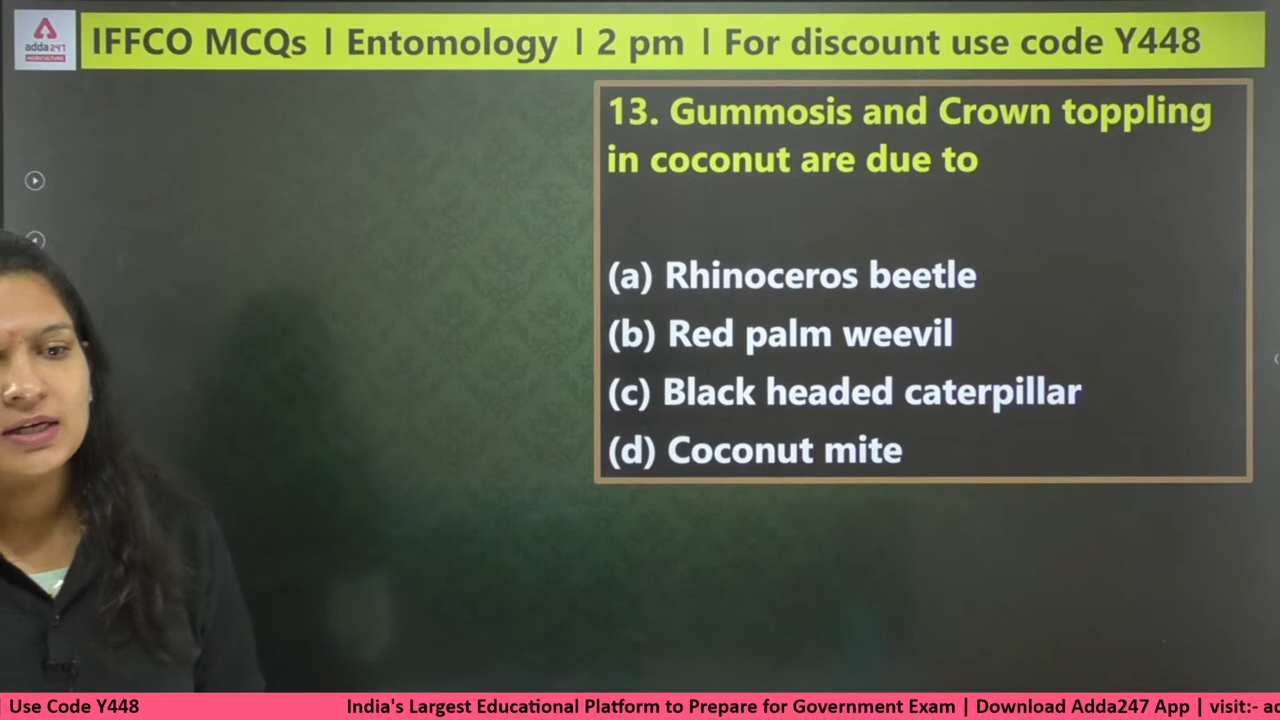 adda247
AGRICULTURE
IFFCO MCQs I Entomology I 2 pm I For discount use code Y448
13. Gummosis and Crown toppling
in coconut are due to
(a) Rhinoceros beetle
(b) Red palm weevil
(c) Black headed caterpillar
(d) Coconut mite
| Use Code Y448 India's Largest Educational Platform to Prepare for Government Exam | Download Adda247 App | visit:- ad